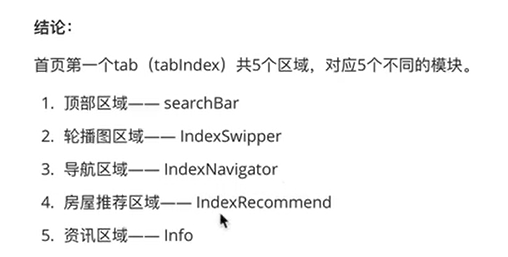 结论：
首页第一个tab（tabIndex）共5个区域，对应5个不同的模块。
1. 顶部区域—— searchBar
2. 轮播图区域—— IndexSwipper
3. 导航区域—— IndexNavigator
4. 房屋推荐区域—— IndexRecommend
5. 资讯区域—— Info